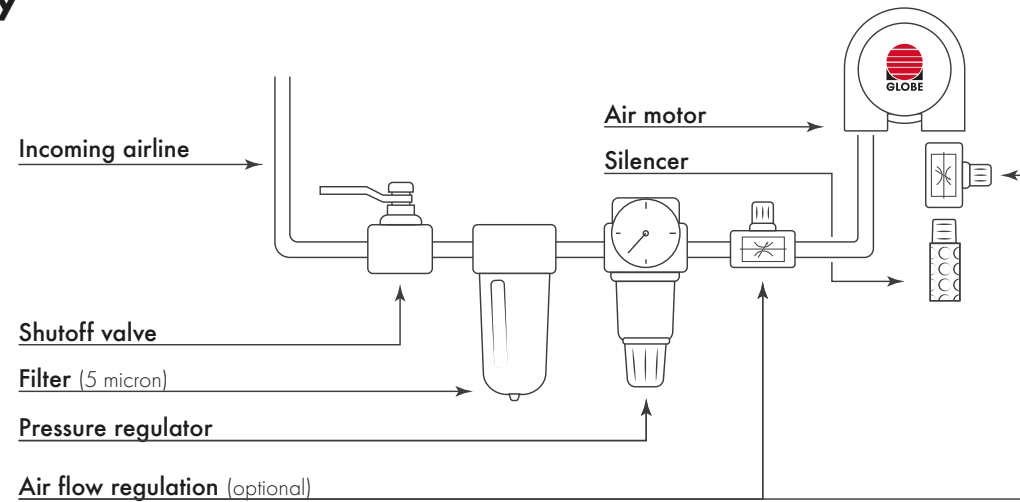 y
GLOBE
Air motor
Incoming airline
Silencer
Shutoff valve
Filter (5 micron)
Pressure regulator
Air flow regulation (optional)